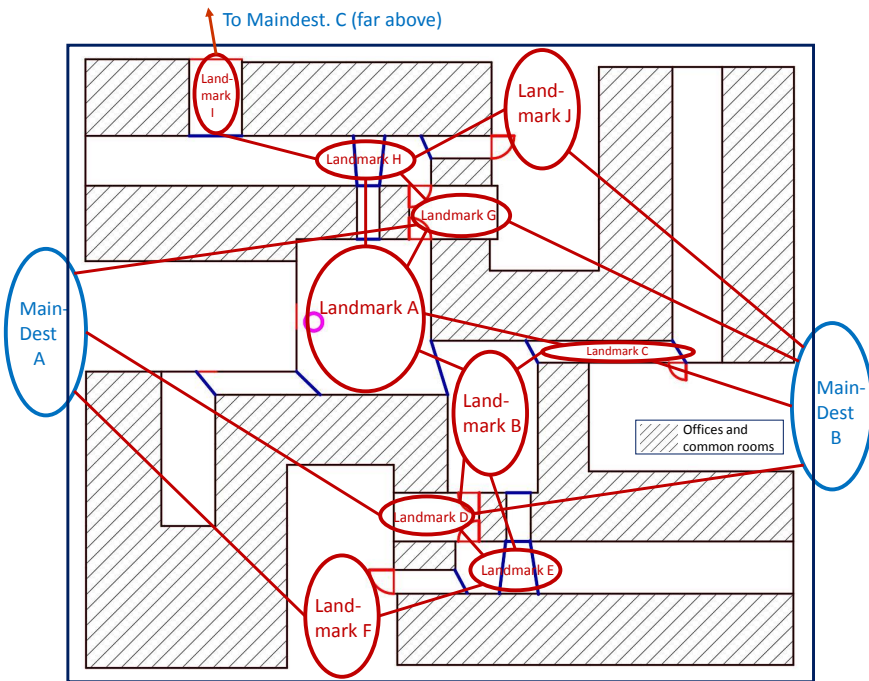 To Maindest. C (far above)
Land-
mark
I
Land-
mark J
Landmark H
Landmark G
Main-
Dest
A
Landmark A
Landmark C
Main-
Dest
B
Land-
mark B
Offices and
common rooms
Landmark D
Landmark E
Land-
mark F